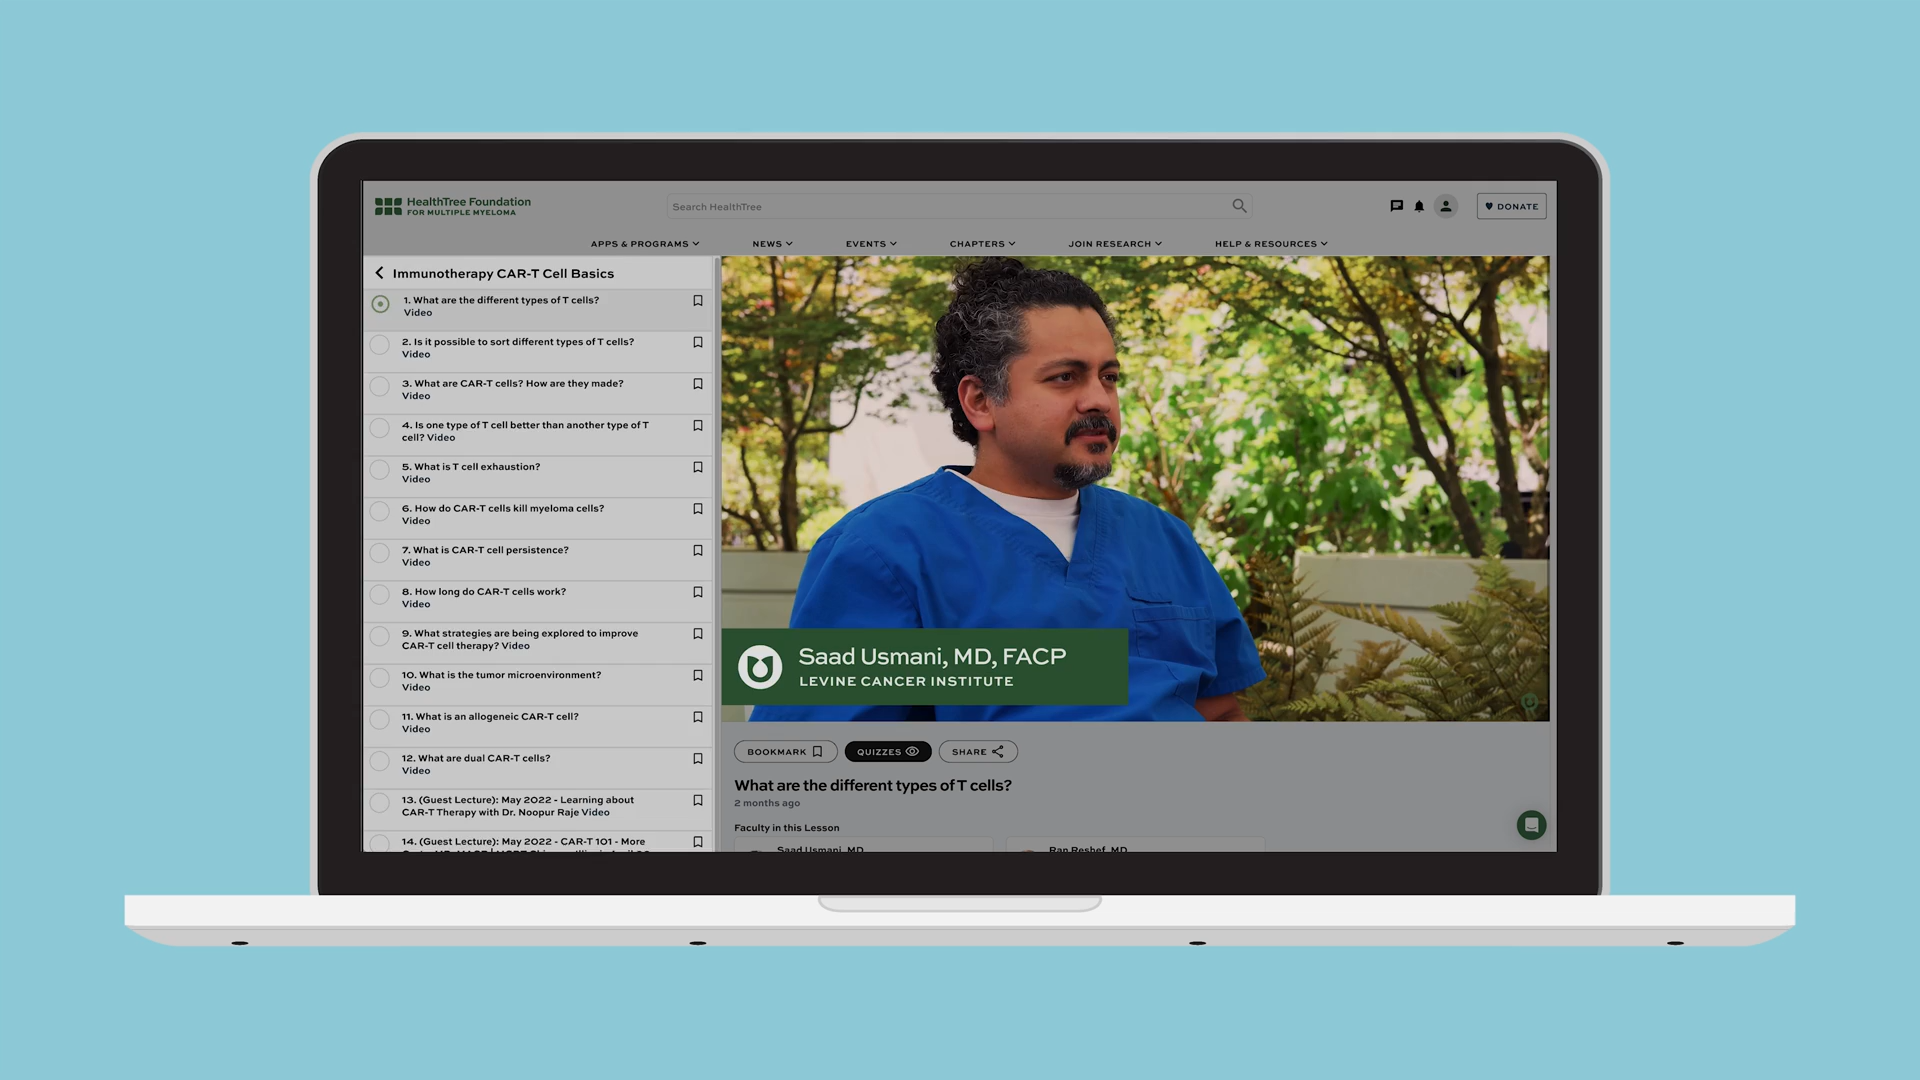 HealthTree Foundation
FOR MULTIPLE MYELOMA
Search HealthTree
DONATE
APPS & PROGRAMS
NEWS
EVENTS
CHAPTERS
JOIN RESEARCH
HELP & RESOURCES
Immunotherapy CAR-T Cell Basics
1. What are the different types of T cells?
Video
2. Is it possible to sort different types of T cells?
Video
3. What are CAR-T cells? How are they made?
Video
4. Is one type of T cell better than another type of T
cell? Video
5. What is T cell exhaustion?
Video
6. How do CAR-T cells kill myeloma cells?
Video
7. What is CAR-T cell persistence?
Video
8. How long do CAR-T cells work?
Video
9. What strategies are being explored to improve
CAR-T cell therapy? Video
10. What is the tumor microenvironment?
Video
11. What is an allogeneic CAR-T cell?
Video
12. What are dual CAR-T cells?
Video
13. (Guest Lecture): May 2022 - Learning about
CAR-T Therapy with Dr. Noopur Raje Video
14. (Guest Lecture): May 2022 - CAR-T 101 - More
Saad Usmani, MD, FACP
LEVINE CANCER INSTITUTE
BOOKMARK
QUIZZES
SHARE
What are the different types of T cells?
2 months ago
Faculty in this Lesson
Saad Usmani, MD
Ran Reshef, MD